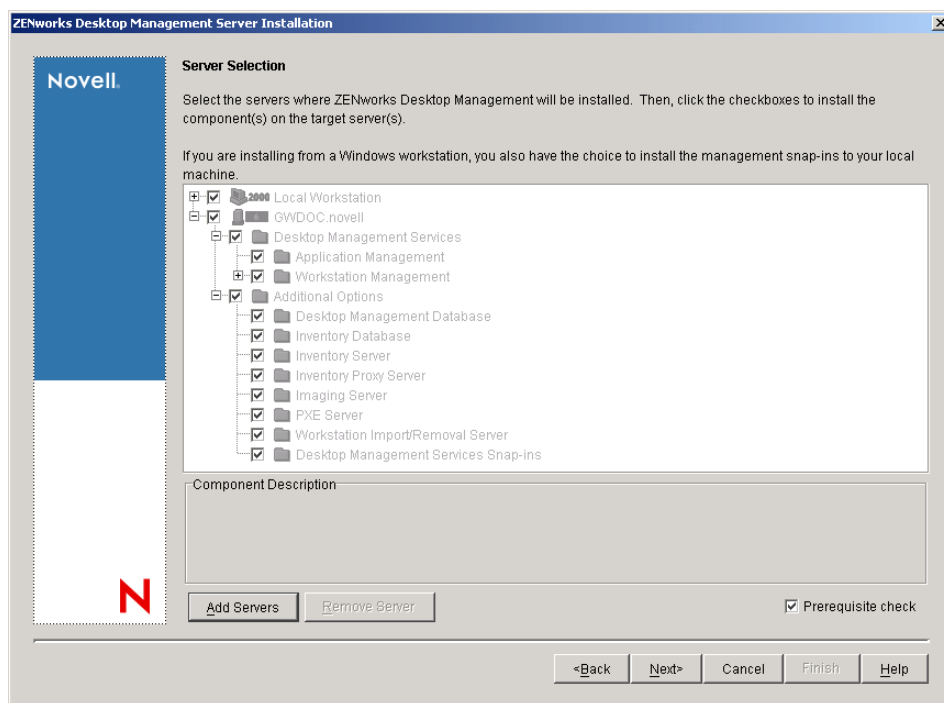 ZENworks Desktop Management Server Installation
Novell.
Server Selection
Select the servers where ZENworks Desktop Management will be installed. Then, click the checkboxes to install the
component(s) on the target server(s).
If you are installing from a Windows workstation, you also have the choice to install the management snap-ins to your local
machine.
2000 Local Workstation
GWDOC.novell
Desktop Management Services
Application Management
Workstation Management
Additional Options
Desktop Management Database
Inventory Database
Inventory Server
Inventory Proxy Server
Imaging Server
PXE Server
Workstation Import/Removal Server
Desktop Management Services Snap-ins
Component Description
N
Add Servers
Remove Server
Prerequisite check
<Back
Next>
Cancel
Finish
Help